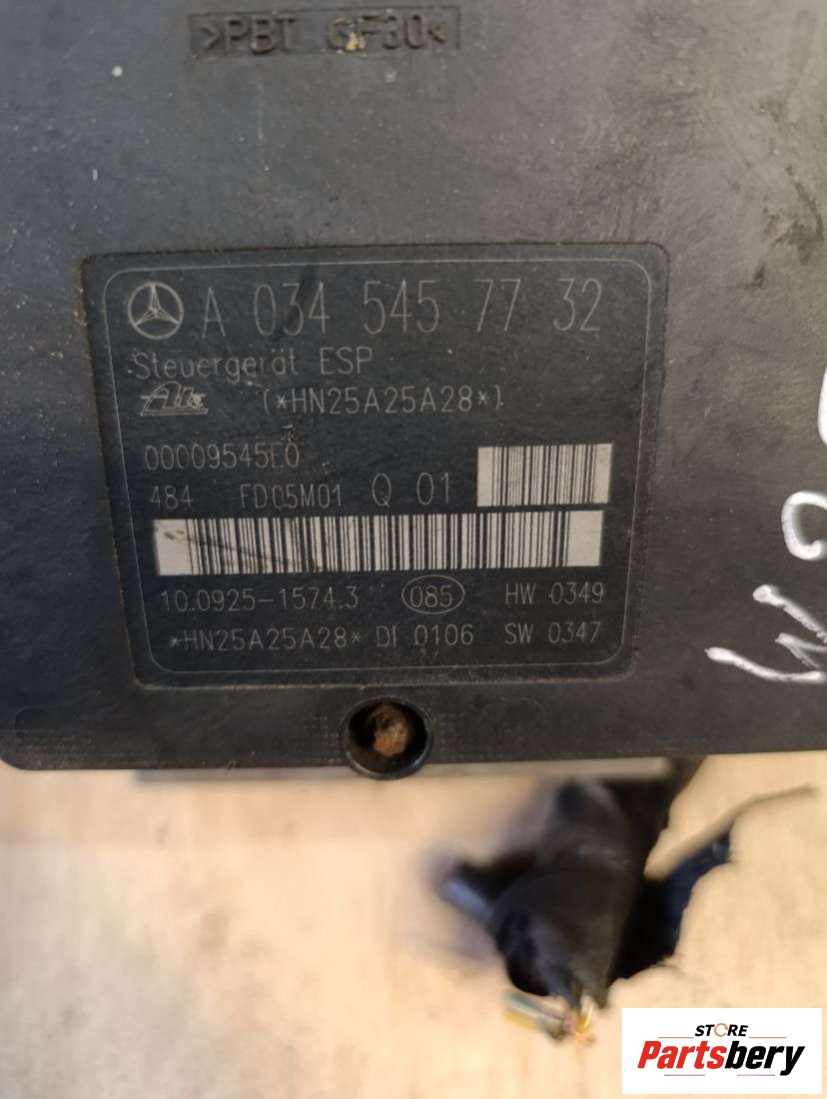 >PBT GF30<
A 034 545 77 32
Steuergerät ESP
Ate (*HN25A25A28*)
00009545E0
484 FD05M01 Q 01
10.0925-1574.3 085 HW 0349
*HN25A25A28* DI 0106 SW 0347
STORE
Partsbery